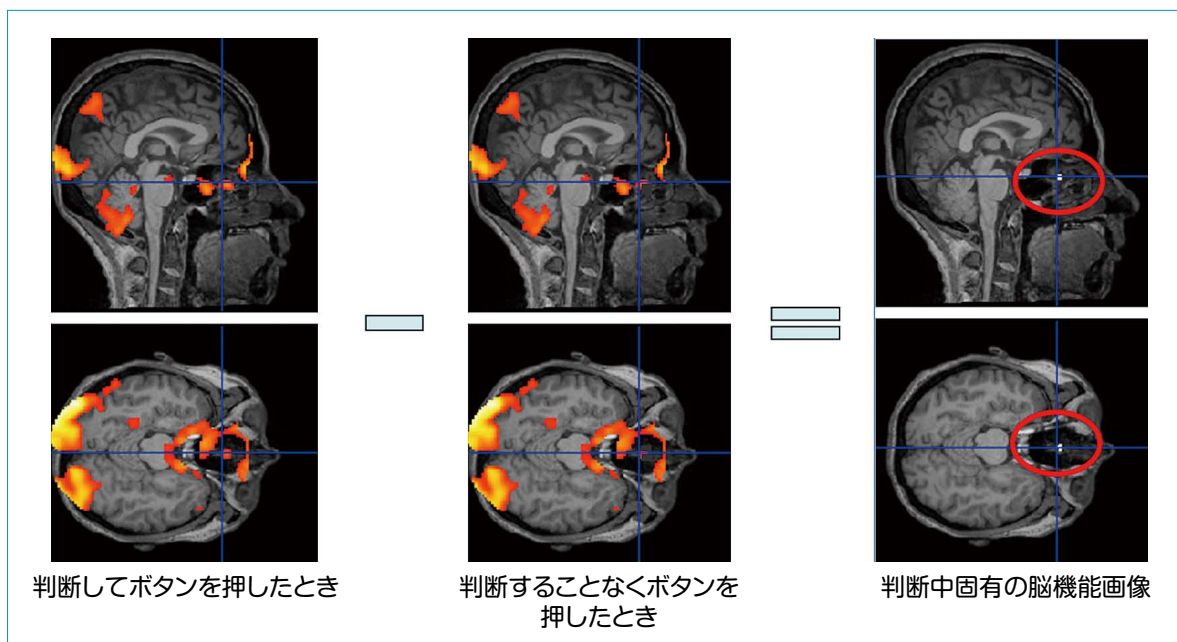 判断してボタンを押したとき
判断することなくボタンを
押したとき
判断中固有の脳機能画像